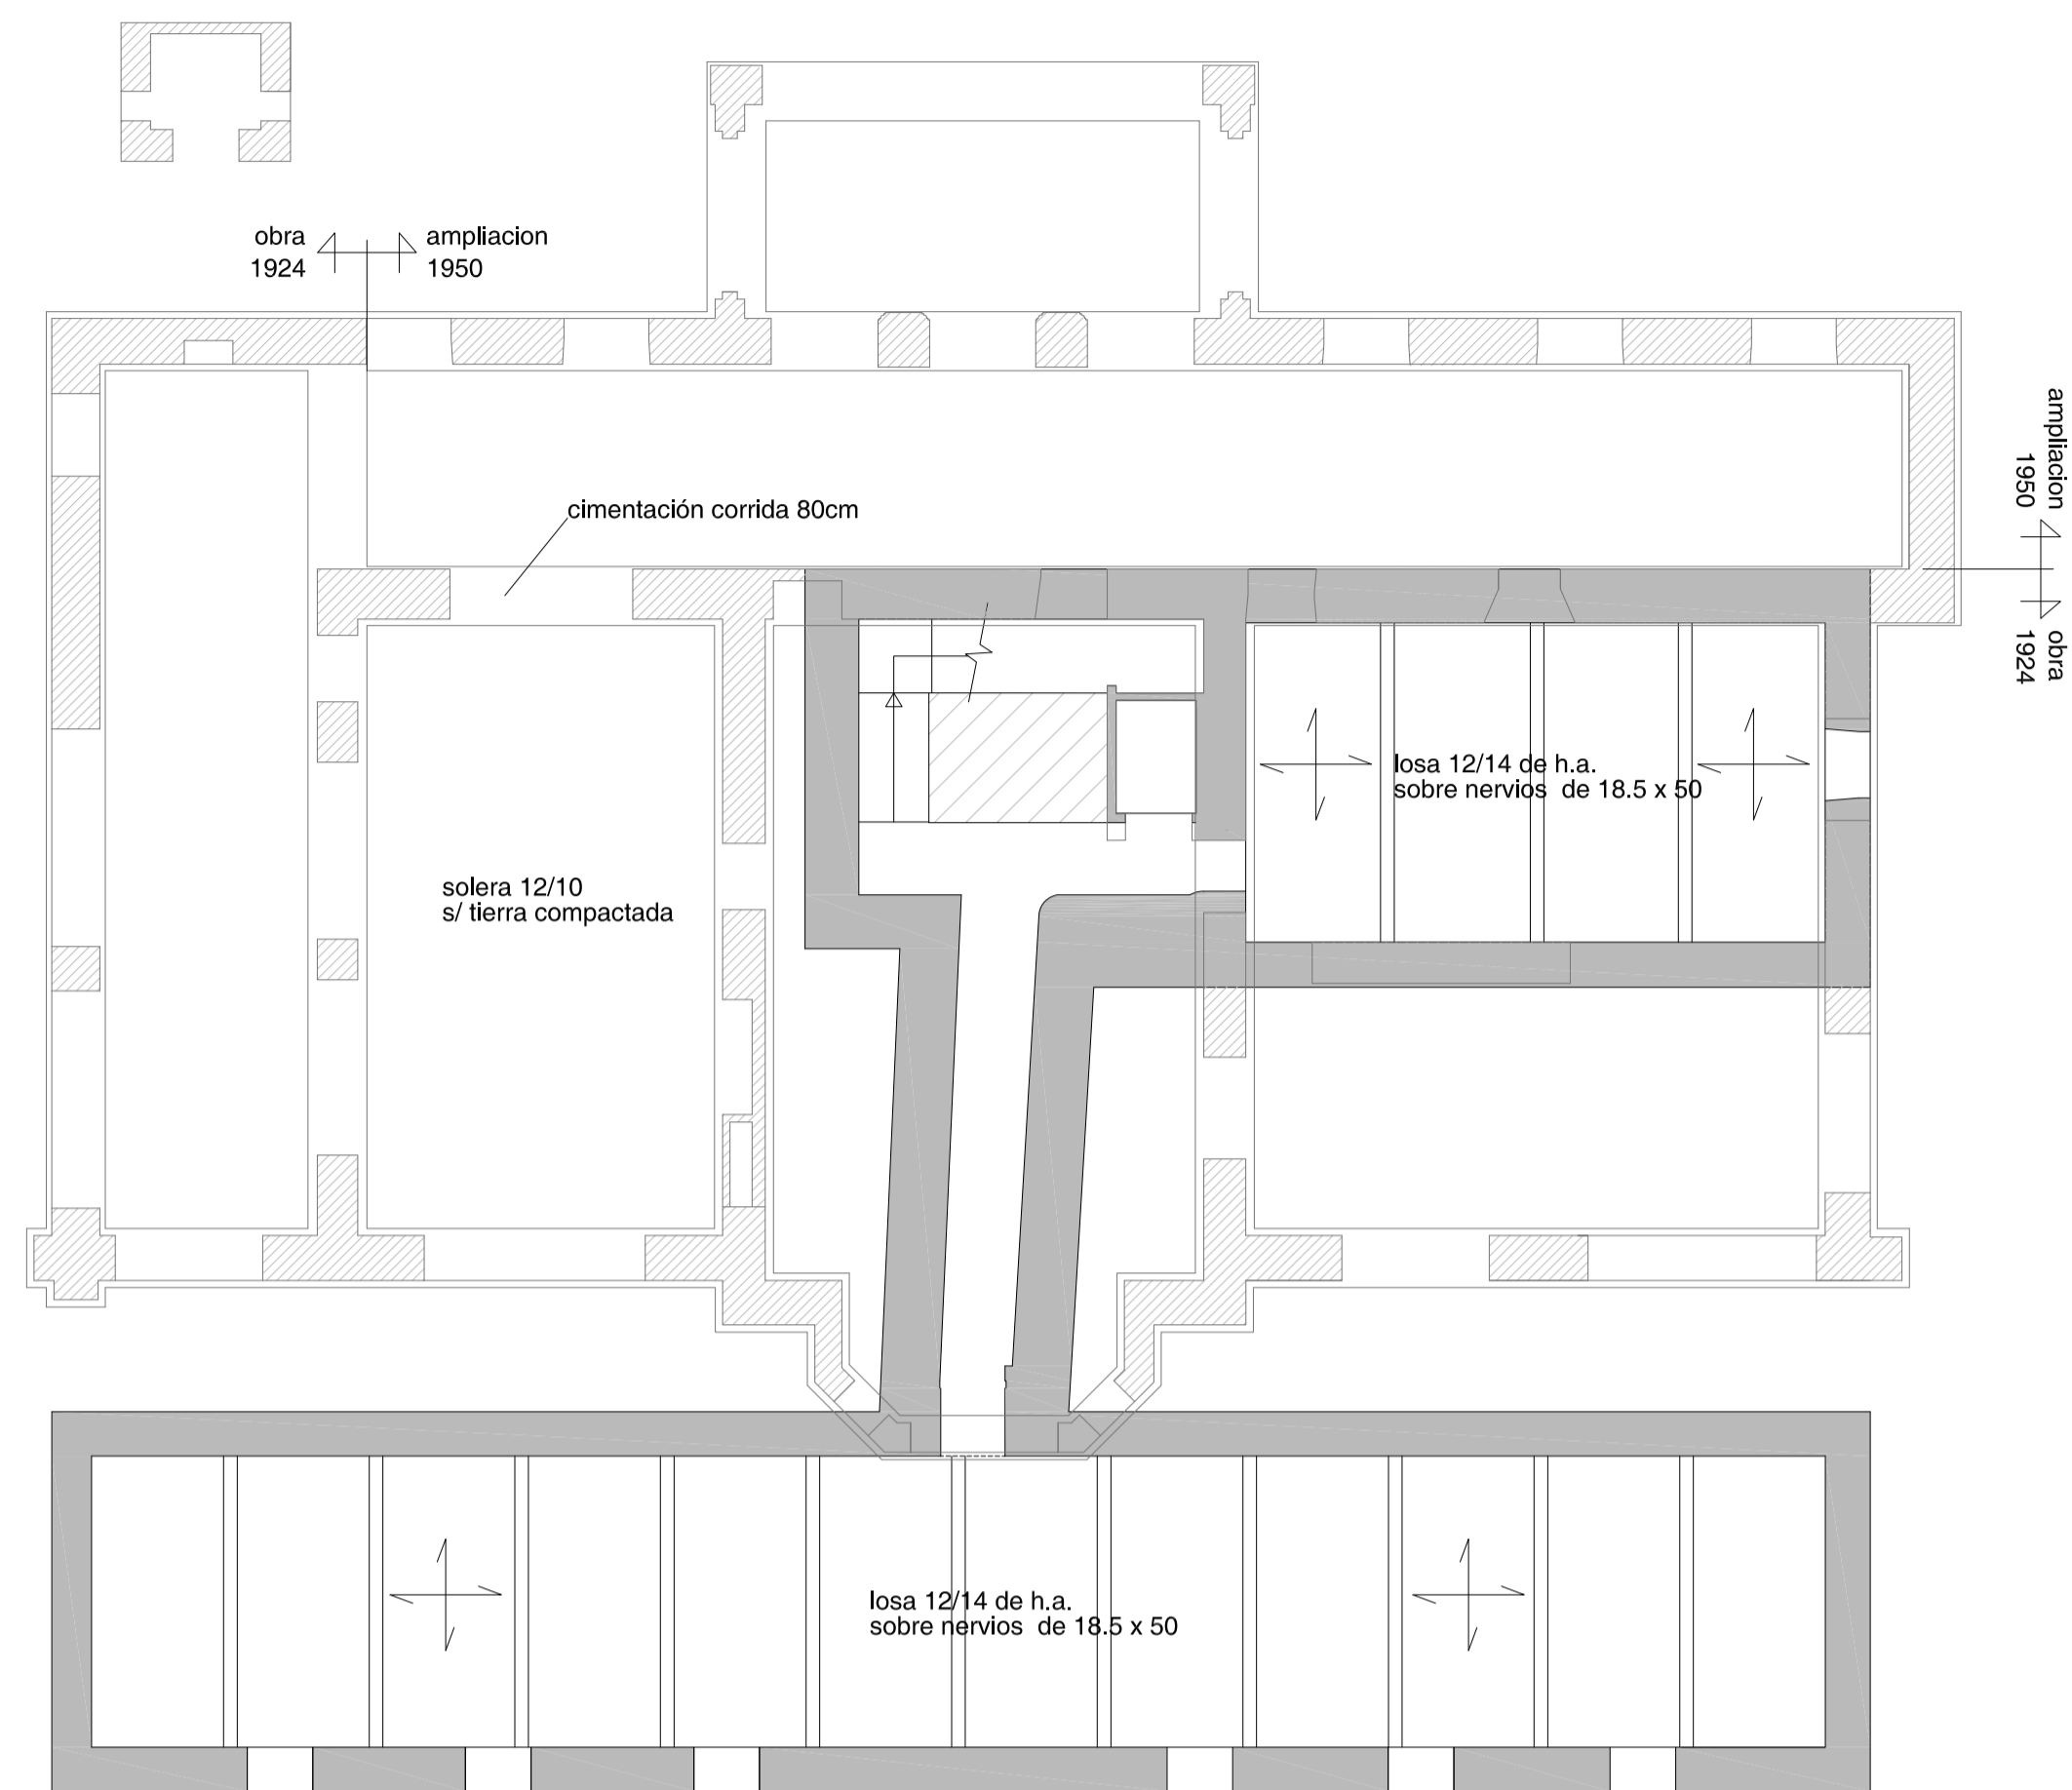 obra
1924
ampliacion
1950
ampliacion
1950
obra
1924
cimentación corrida 80cm
losa 12/14 de h.a.
sobre nervios de 18.5 x 50
solera 12/10
s/ tierra compactada
losa 12/14 de h.a.
sobre nervios de 18.5 x 50